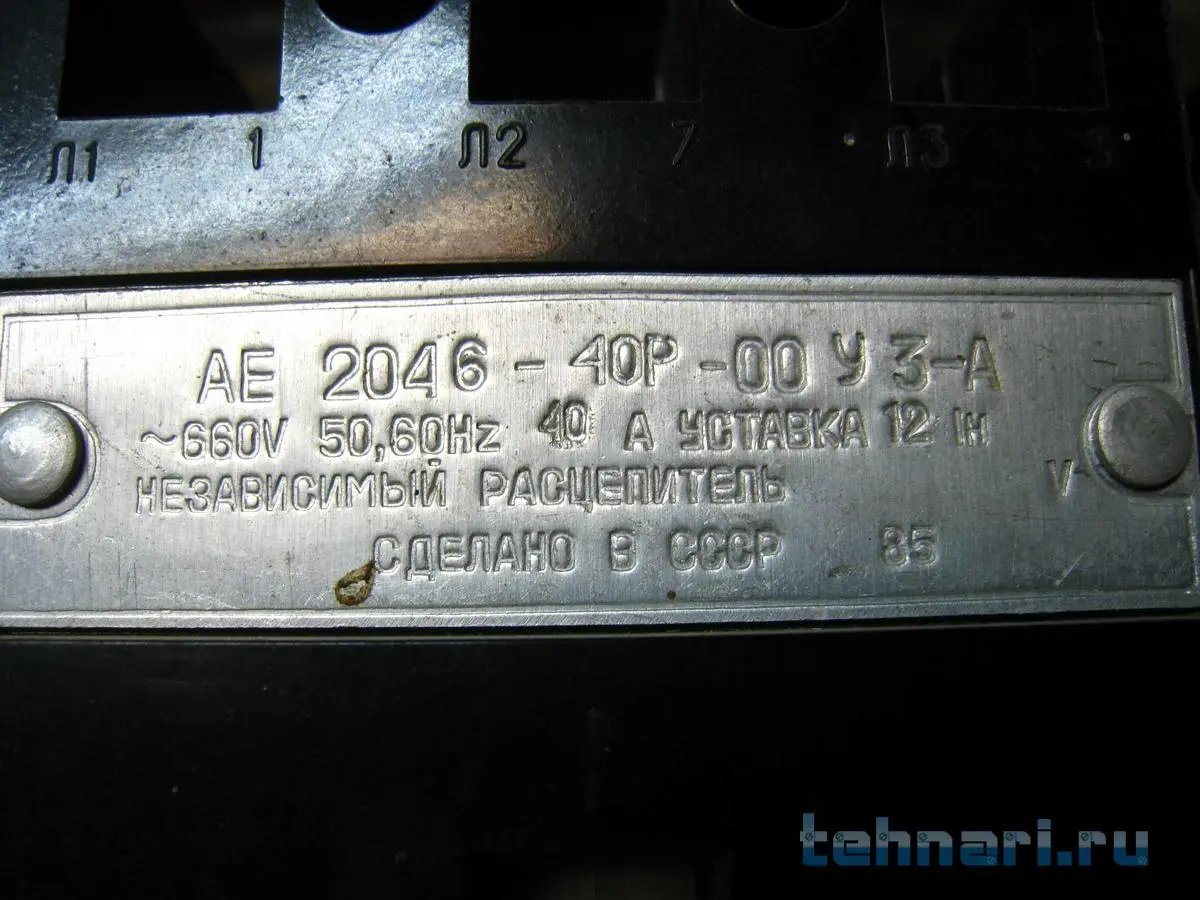 Л1 1 Л2 7 Л3 3
АЕ 2046 - 40Р - 00 У 3 - А
~660V 50,60Hz 40 А УСТАВКА 12 Iн
НЕЗАВИСИМЫЙ РАСЦЕПИТЕЛЬ V~
СДЕЛАНО В СССР 85
tehnari.ru